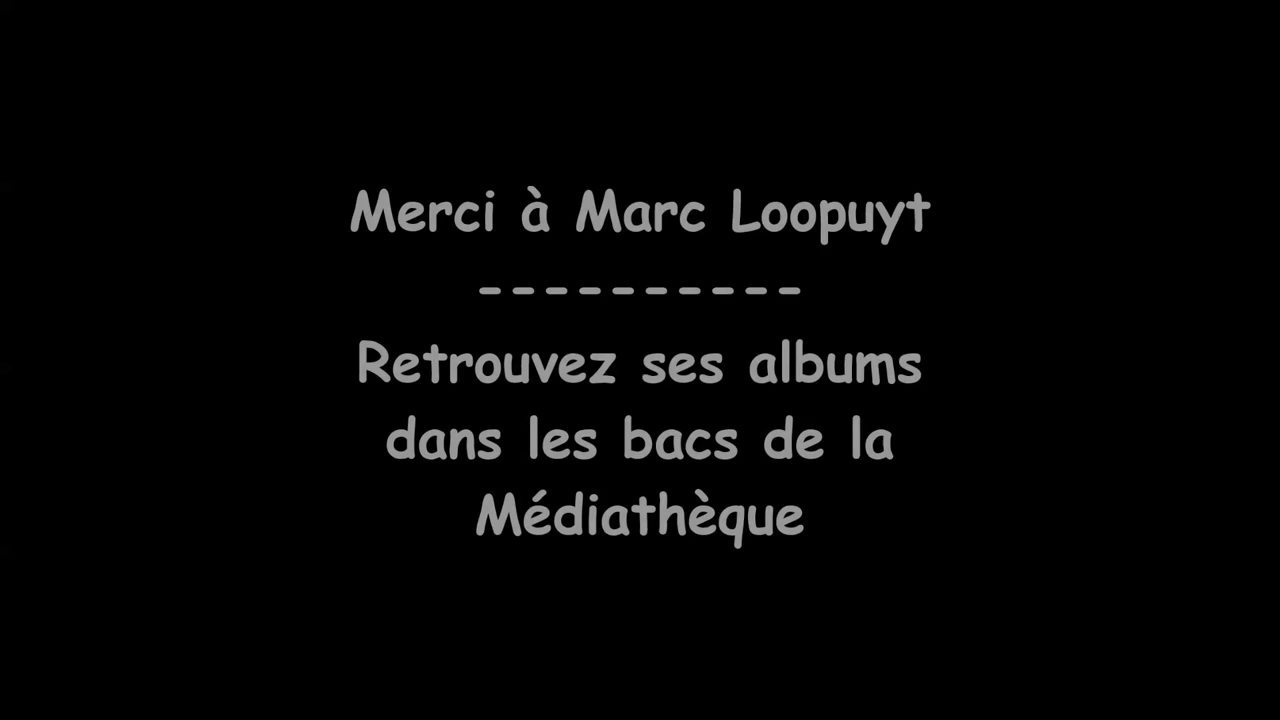 Merci à Marc Loopuyt
----------
Retrouvez ses albums
dans les bacs de la
Médiathèque